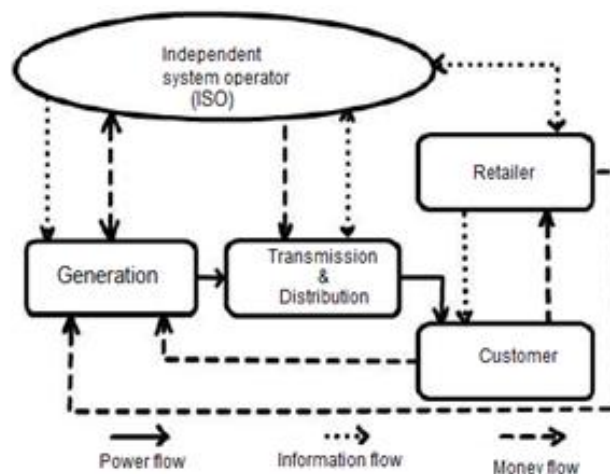 Independent
system operator
(ISO)
Retailer
Generation
Transmission
&
Distribution
Customer
Power flow
Information flow
Money flow